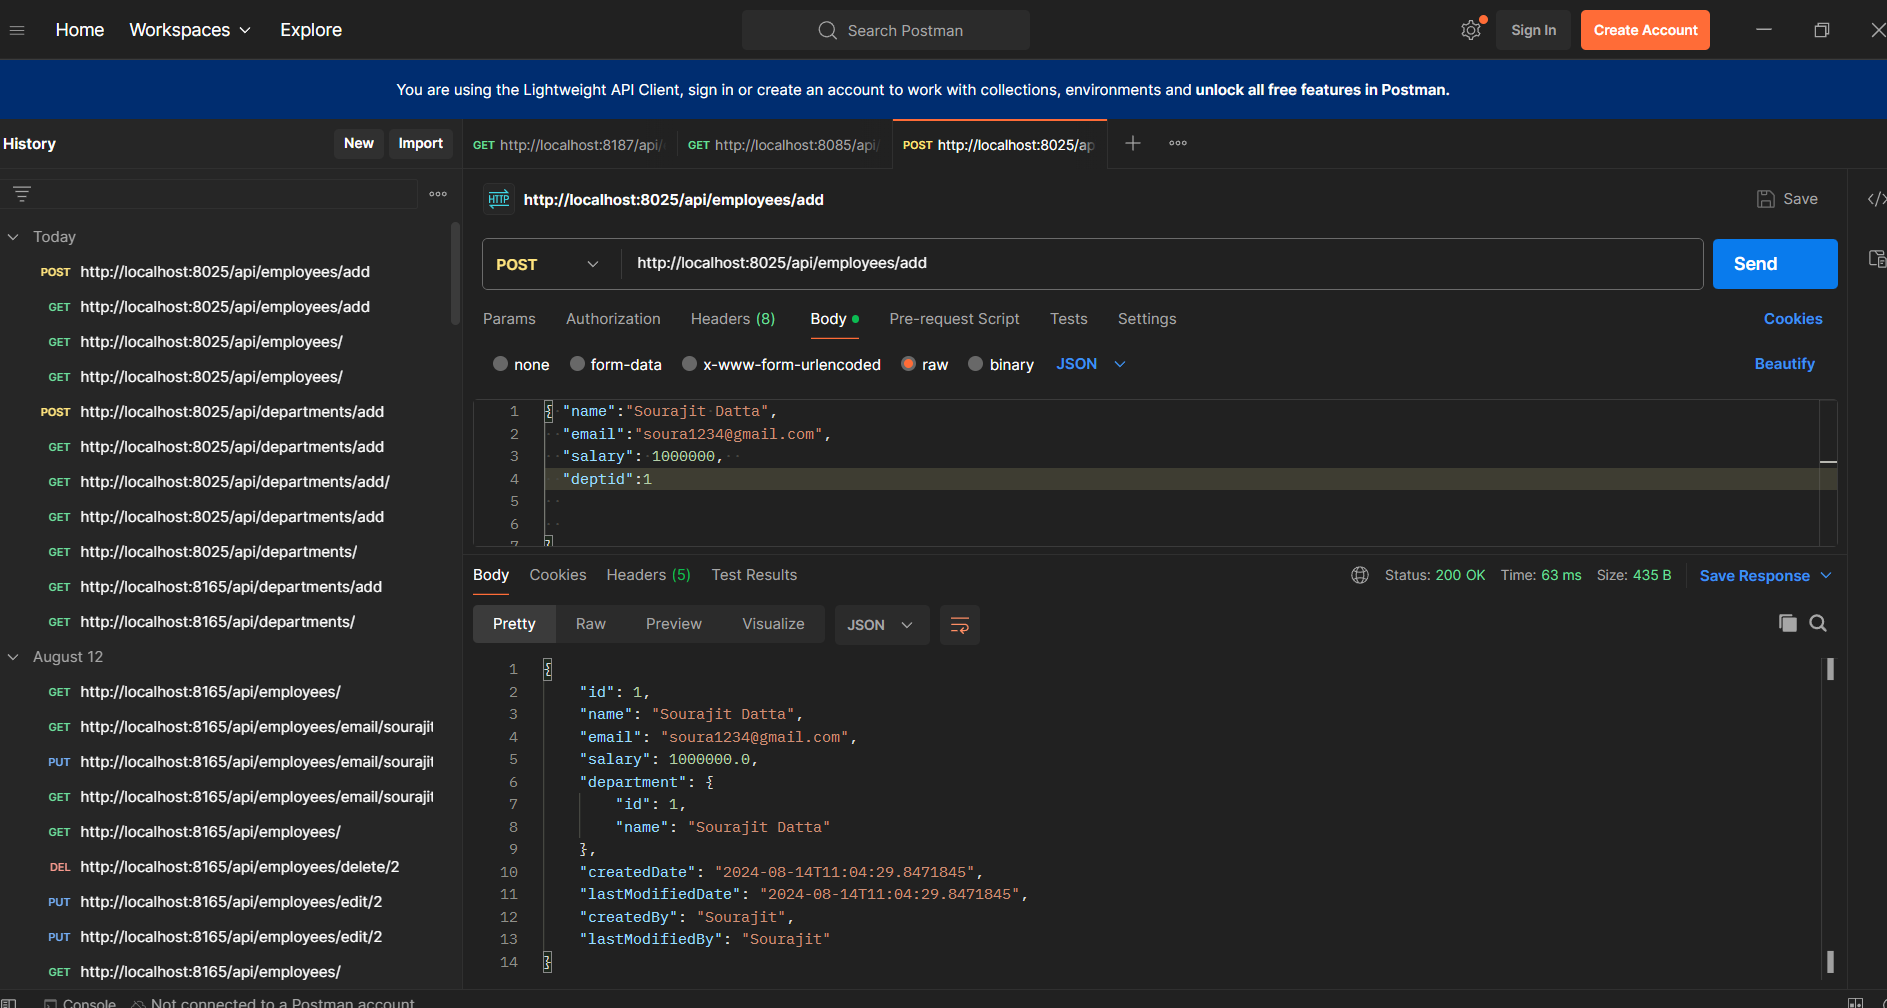 Home Workspaces Explore Search Postman Sign In Create Account
You are using the Lightweight API Client, sign in or create an account to work with collections, environments and unlock all free features in Postman.
History New Import
GET http://localhost:8187/api/ GET http://localhost:8085/api/ POST http://localhost:8025/ap
HTTP http://localhost:8025/api/employees/add Save
Today
POST http://localhost:8025/api/employees/add
GET http://localhost:8025/api/employees/add
GET http://localhost:8025/api/employees/
GET http://localhost:8025/api/employees/
POST http://localhost:8025/api/departments/add
GET http://localhost:8025/api/departments/add
GET http://localhost:8025/api/departments/add/
GET http://localhost:8025/api/departments/add
GET http://localhost:8025/api/departments/
GET http://localhost:8165/api/departments/add
GET http://localhost:8165/api/departments/
August 12
GET http://localhost:8165/api/employees/
GET http://localhost:8165/api/employees/email/sourajit
PUT http://localhost:8165/api/employees/email/sourajit
GET http://localhost:8165/api/employees/email/sourajit
GET http://localhost:8165/api/employees/
DEL http://localhost:8165/api/employees/delete/2
PUT http://localhost:8165/api/employees/edit/2
PUT http://localhost:8165/api/employees/edit/2
GET http://localhost:8165/api/employees/
POST http://localhost:8025/api/employees/add Send
Params Authorization Headers (8) Body Pre-request Script Tests Settings Cookies
none form-data x-www-form-urlencoded raw binary JSON Beautify
1 { "name":"Sourajit Datta",
2 "email":"soura1234@gmail.com",
3 "salary": 1000000,
4 "deptid":1
5
6
7 }
Body Cookies Headers (5) Test Results Status: 200 OK Time: 63 ms Size: 435 B Save Response
Pretty Raw Preview Visualize JSON
1 {
2 "id": 1,
3 "name": "Sourajit Datta",
4 "email": "soura1234@gmail.com",
5 "salary": 1000000.0,
6 "department": {
7 "id": 1,
8 "name": "Sourajit Datta"
9 },
10 "createdDate": "2024-08-14T11:04:29.8471845",
11 "lastModifiedDate": "2024-08-14T11:04:29.8471845",
12 "createdBy": "Sourajit",
13 "lastModifiedBy": "Sourajit"
14 }
Console Not connected to a Postman account